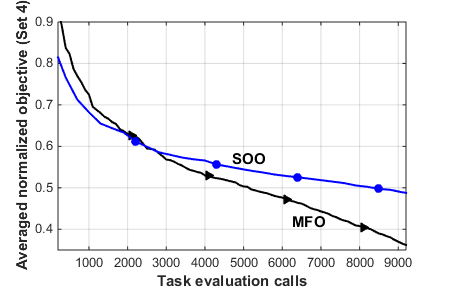 Averaged normalized objective (Set 4)
0.9
0.8
0.7
0.6
0.5
0.4
SOO
MFO
1000 2000 3000 4000 5000 6000 7000 8000 9000
Task evaluation calls